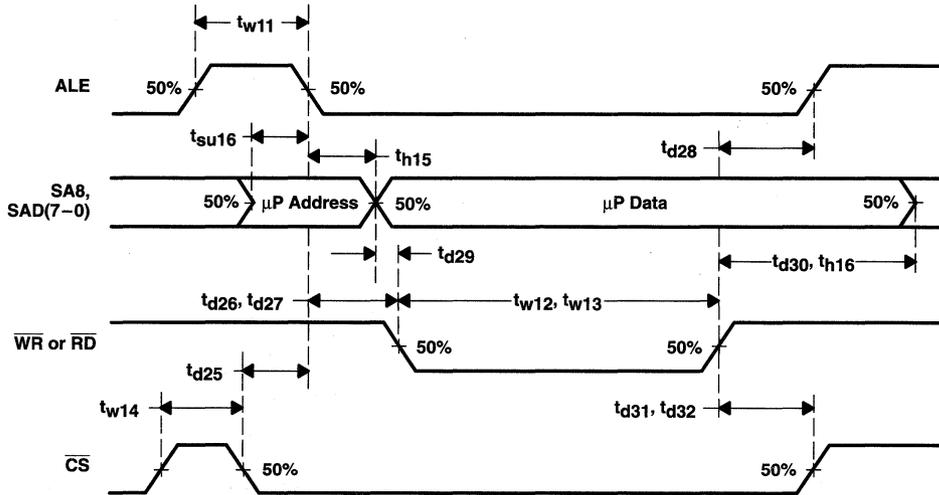 tw11
ALE
50%
50%
50%
tsu16
th15
td28
SA8,
SAD(7–0)
50%
μP Address
50%
μP Data
50%
td29
td30, th16
td26, td27
tw12, tw13
WR or RD
50%
50%
td25
tw14
td31, td32
CS
50%
50%